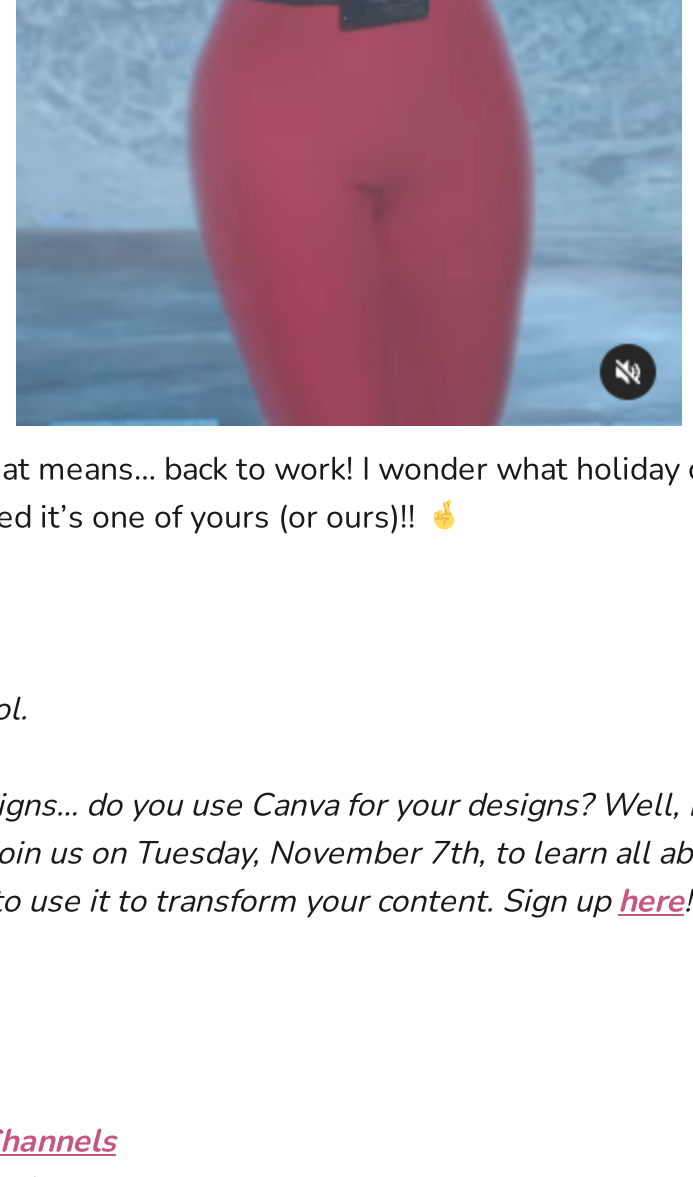 at means... back to work! I wonder what holiday
ed it’s one of yours (or ours)!! 🤞
ol.
igns... do you use Canva for your designs? Well,
oin us on Tuesday, November 7th, to learn all ab
to use it to transform your content. Sign up here!
Channels